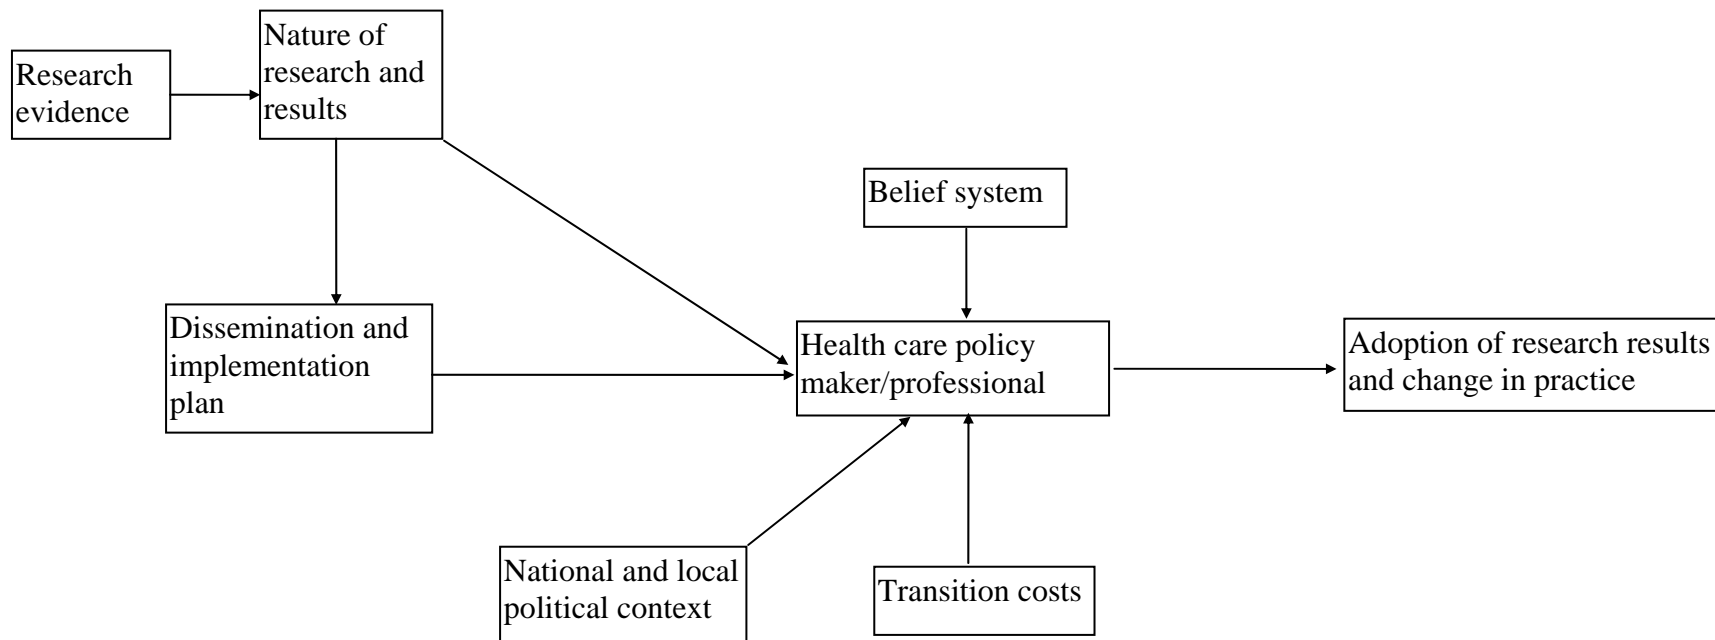 Nature of
research and
results
Research
evidence
Belief system
Dissemination and
implementation
plan
Health care policy
maker/professional
Adoption of research results
and change in practice
National and local
political context
Transition costs